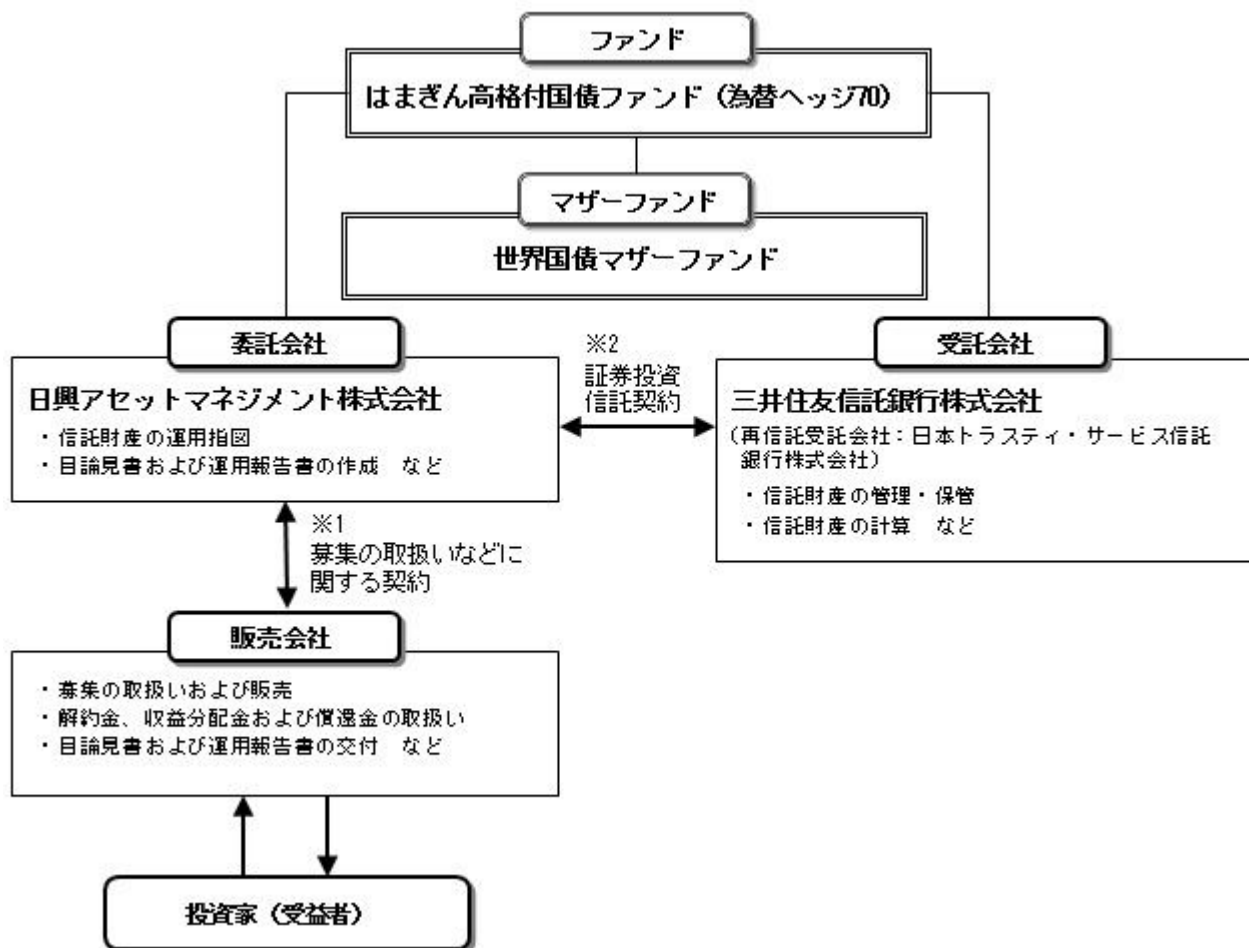 ファンド
はまぎん高格付国債ファンド（為替ヘッジ70）
マザーファンド
世界国債マザーファンド
委託会社
日興アセットマネジメント株式会社
・信託財産の運用指図
・目論見書および運用報告書の作成　など
※2
証券投資
信託契約
受託会社
三井住友信託銀行株式会社
（再信託受託会社：日本トラスティ・サービス信託
銀行株式会社）
・信託財産の管理・保管
・信託財産の計算　など
※1
募集の取扱いなどに
関する契約
販売会社
・募集の取扱いおよび販売
・解約金、収益分配金および償還金の取扱い
・目論見書および運用報告書の交付　など
投資家（受益者）